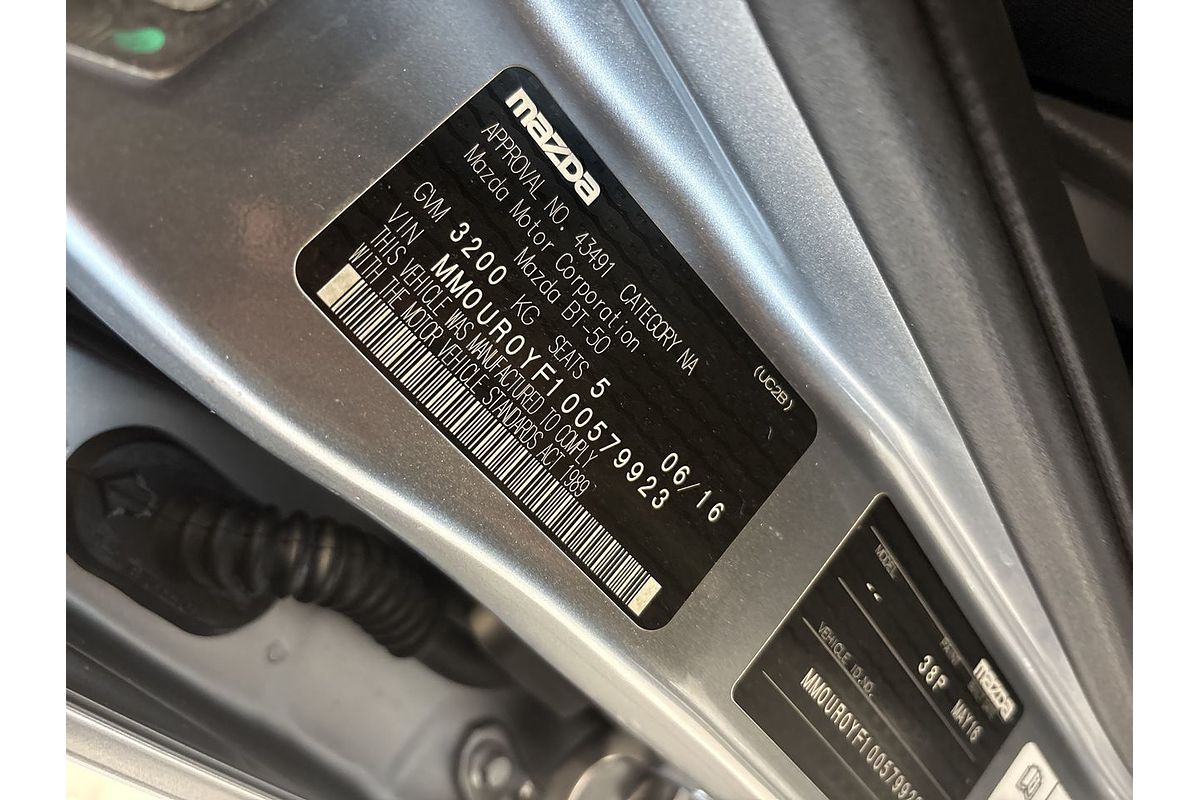 mazda
APPROVAL NO. 43491 CATEGORY NA
Mazda Motor Corporation
Mazda BT-50 (UC2B)
GVM 3200 KG SEATS 5 06/16
VIN MM0UR0YF100579923
THIS VEHICLE WAS MANUFACTURED TO COMPLY
WITH THE MOTOR VEHICLE STANDARDS ACT 1989
mazda
MODEL PAINT
<< 38P MAY16
VEHICLE ID.NO.
MM0UR0YF10057992